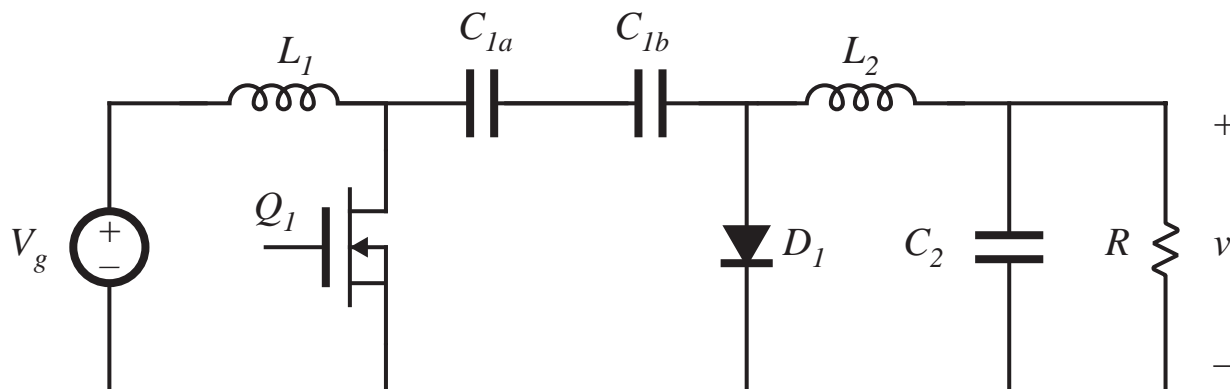 C1a
C1b
L1
L2
+
Q1
Vg
+
–
D1
C2
R
v
–